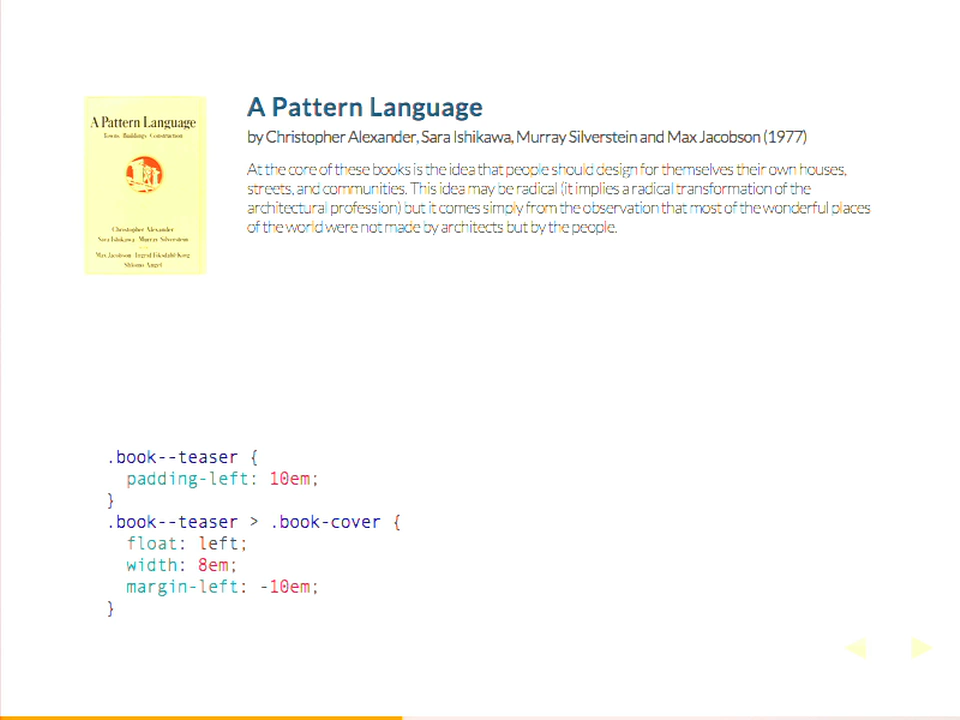 A Pattern Language
Towns · Buildings · Construction
Christopher Alexander
Sara Ishikawa · Murray Silverstein
Max Jacobson · Ingrid Fiksdahl-King
Shlomo Angel
A Pattern Language
by Christopher Alexander, Sara Ishikawa, Murray Silverstein and Max Jacobson (1977)
At the core of these books is the idea that people should design for themselves their own houses,
streets, and communities. This idea may be radical (it implies a radical transformation of the
architectural profession) but it comes simply from the observation that most of the wonderful places
of the world were not made by architects but by the people.
.book--teaser {
  padding-left: 10em;
}
.book--teaser > .book-cover {
  float: left;
  width: 8em;
  margin-left: -10em;
}